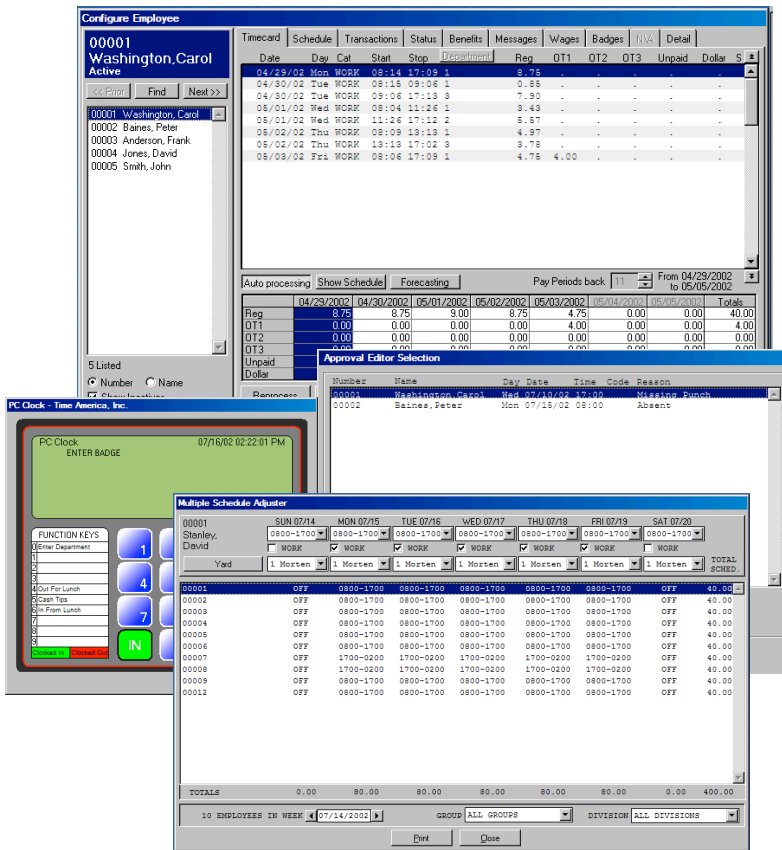 Configure Employee
00001
Washington,Carol
Active
<< Prior Find Next >>
00001 Washington, Carol
00002 Baines, Peter
00003 Anderson, Frank
00004 Jones, David
00005 Smith, John
5 Listed
Number Name
Timecard Schedule Transactions Status Benefits Messages Wages Badges N\A Detail
Date Day Cat Start Stop Department Reg OT1 OT2 OT3 Unpaid Dollar S
04/29/02 Mon WORK 08:14 17:09 1 8.75 . . . . .
04/30/02 Tue WORK 08:15 09:06 1 0.85 . . . . .
04/30/02 Tue WORK 09:06 17:13 3 7.90 . . . . .
05/01/02 Wed WORK 08:04 11:26 1 3.43 . . . . .
05/01/02 Wed WORK 11:26 17:12 2 5.57 . . . . .
05/02/02 Thu WORK 08:09 13:13 1 4.97 . . . . .
05/02/02 Thu WORK 13:13 17:02 3 3.78 . . . . .
05/03/02 Fri WORK 08:06 17:09 1 4.75 4.00 . . . .
Auto processing Show Schedule Forecasting Pay Periods back 11 From 04/29/2002
to 05/05/2002
04/29/2002 04/30/2002 05/01/2002 05/02/2002 05/03/2002 05/04/2002 05/05/2002 Totals
Reg 8.75 8.75 9.00 8.75 4.75 0.00 0.00 40.00
OT1 0.00 0.00 0.00 0.00 4.00 0.00 0.00 4.00
OT2 0.00 0.00 0.00 0.00 0.00 0.00 0.00 0.00
OT3
Unpaid
Dollar
Reprocess
Approval Editor Selection
Number Name Day Date Time Code Reason
00001 Washington,Carol Wed 07/10/02 17:00 Missing Punch
00002 Baines,Peter Mon 07/15/02 08:00 Absent
PC Clock - Time America, Inc.
PC Clock 07/16/02 02:22:01 PM
ENTER BADGE
FUNCTION KEYS
0 Enter Department
1
2
3
4 Out For Lunch
5 Cash Tips
6 In From Lunch
7
8
9
Clocked In Clocked Out
1
4
7
IN
Multiple Schedule Adjuster
00001
Stanley,
David
Yard
SUN 07/14 MON 07/15 TUE 07/16 WED 07/17 THU 07/18 FRI 07/19 SAT 07/20
0800-1700 0800-1700 0800-1700 0800-1700 0800-1700 0800-1700 0800-1700
WORK WORK WORK WORK WORK WORK WORK
1 Morten 1 Morten 1 Morten 1 Morten 1 Morten 1 Morten 1 Morten
TOTAL
SCHED.
00001 OFF 0800-1700 0800-1700 0800-1700 0800-1700 0800-1700 OFF 40.00
00002 OFF 0800-1700 0800-1700 0800-1700 0800-1700 0800-1700 OFF 40.00
00003 OFF 0800-1700 0800-1700 0800-1700 0800-1700 0800-1700 OFF 40.00
00004 OFF 0800-1700 0800-1700 0800-1700 0800-1700 0800-1700 OFF 40.00
00005 OFF 0800-1700 0800-1700 0800-1700 0800-1700 0800-1700 OFF 40.00
00006 OFF 0800-1700 0800-1700 0800-1700 0800-1700 0800-1700 OFF 40.00
00007 OFF 1700-0200 1700-0200 1700-0200 1700-0200 1700-0200 OFF 40.00
00008 OFF 1700-0200 1700-0200 1700-0200 1700-0200 1700-0200 OFF 40.00
00009 OFF 0800-1700 0800-1700 0800-1700 0800-1700 0800-1700 OFF 40.00
00012 OFF 0800-1700 0800-1700 0800-1700 0800-1700 0800-1700 OFF 40.00
TOTALS 0.00 80.00 80.00 80.00 80.00 80.00 0.00 400.00
10 EMPLOYEES IN WEEK 07/14/2002 GROUP ALL GROUPS DIVISION ALL DIVISIONS
Print Close